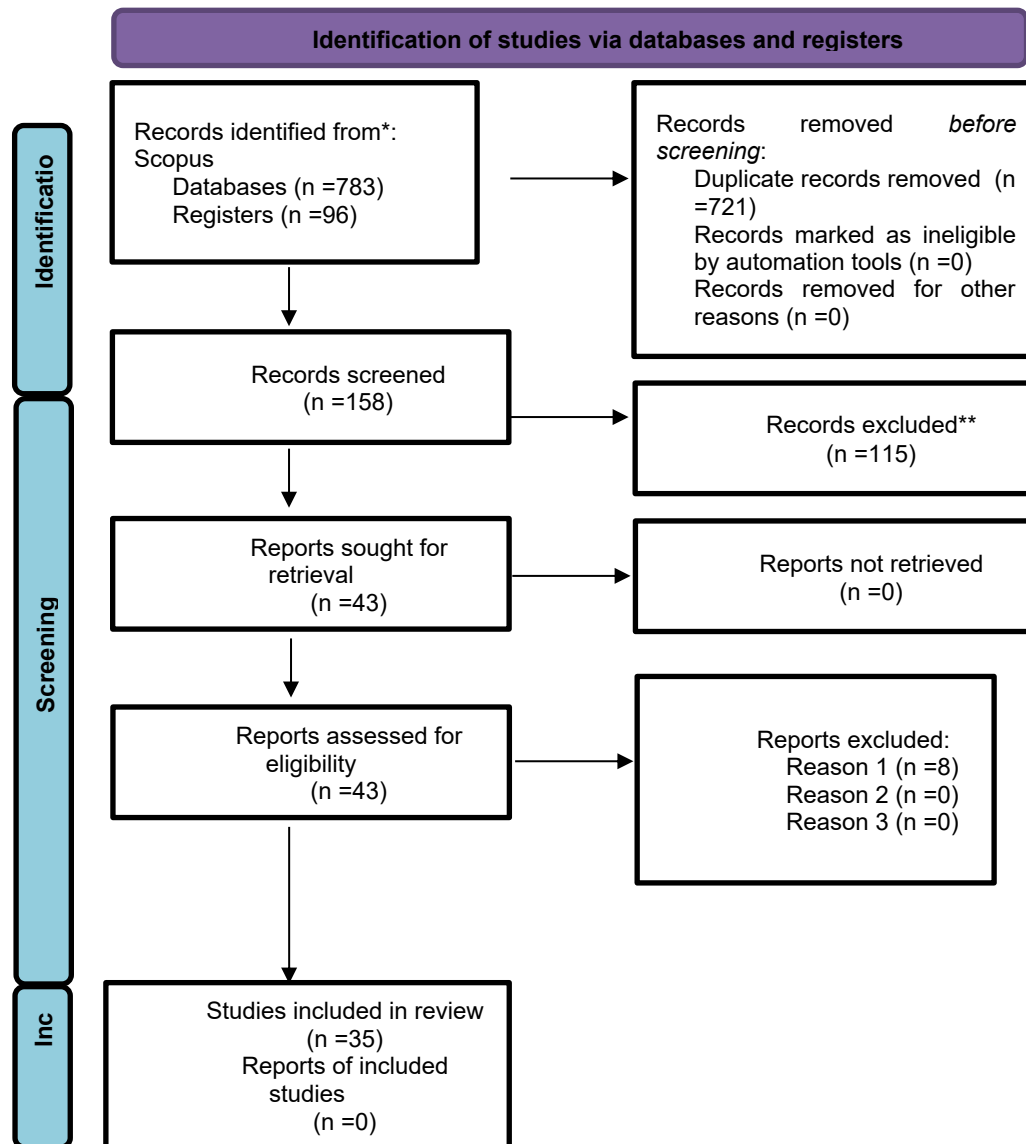 Identification of studies via databases and registers
Identificatio
Records identified from*:
Scopus
Databases (n =783)
Registers (n =96)
Records removed before
screening:
Duplicate records removed (n
=721)
Records marked as ineligible
by automation tools (n =0)
Records removed for other
reasons (n =0)
Screening
Records screened
(n =158)
Records excluded**
(n =115)
Reports sought for
retrieval
(n =43)
Reports not retrieved
(n =0)
Reports assessed for
eligibility
(n =43)
Reports excluded:
Reason 1 (n =8)
Reason 2 (n =0)
Reason 3 (n =0)
Inc
Studies included in review
(n =35)
Reports of included
studies
(n =0)